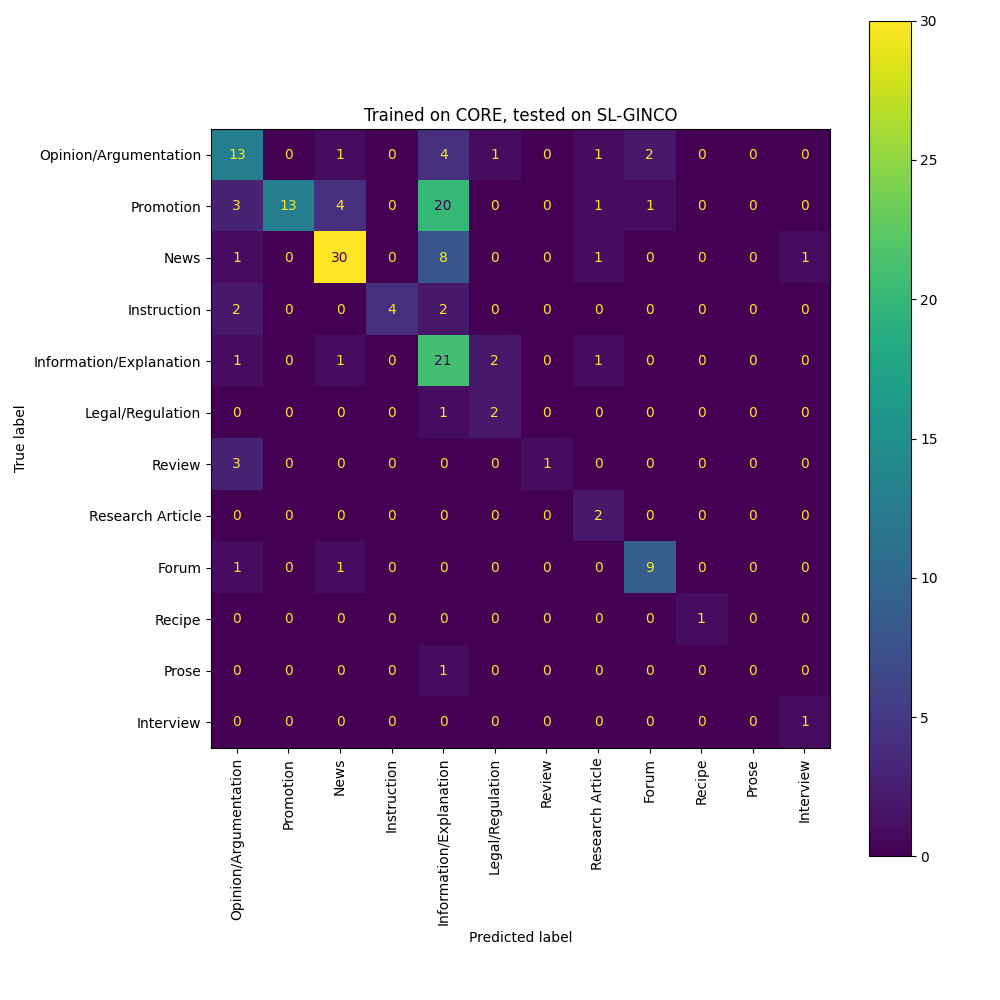 Trained on CORE, tested on SL-GINCO
True label
Opinion/Argumentation 13 0 1 0 4 1 0 1 2 0 0 0
Promotion 3 13 4 0 20 0 0 1 1 0 0 0
News 1 0 30 0 8 0 0 1 0 0 0 1
Instruction 2 0 0 4 2 0 0 0 0 0 0 0
Information/Explanation 1 0 1 0 21 2 0 1 0 0 0 0
Legal/Regulation 0 0 0 0 1 2 0 0 0 0 0 0
Review 3 0 0 0 0 0 1 0 0 0 0 0
Research Article 0 0 0 0 0 0 0 2 0 0 0 0
Forum 1 0 1 0 0 0 0 0 9 0 0 0
Recipe 0 0 0 0 0 0 0 0 0 1 0 0
Prose 0 0 0 0 1 0 0 0 0 0 0 0
Interview 0 0 0 0 0 0 0 0 0 0 0 1
Opinion/Argumentation
Promotion
News
Instruction
Information/Explanation
Legal/Regulation
Review
Research Article
Forum
Recipe
Prose
Interview
Predicted label
30
25
20
15
10
5
0